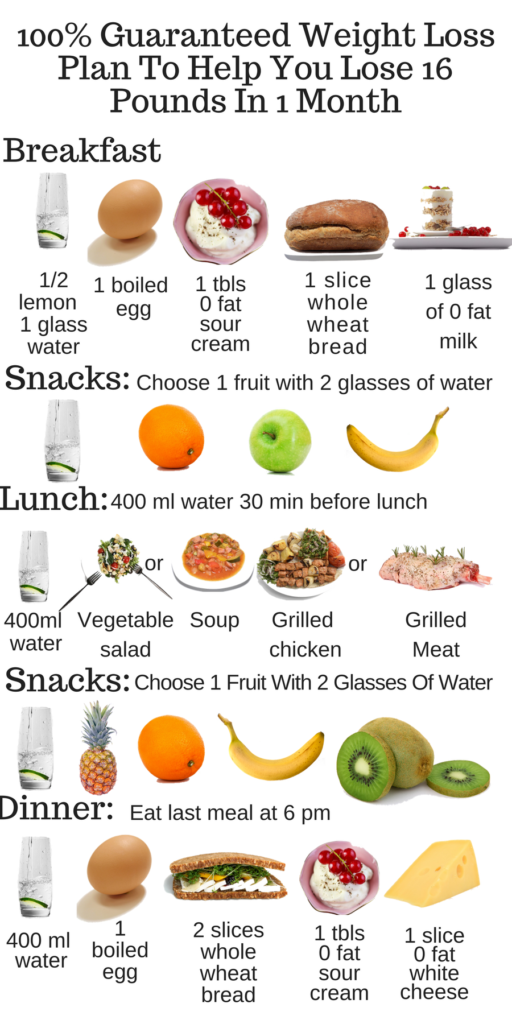 100% Guaranteed Weight Loss
Plan To Help You Lose 16
Pounds In 1 Month
Breakfast
1/2
lemon
1 glass
water
1 boiled
egg
1 tbls
0 fat
sour
cream
1 slice
whole
wheat
bread
1 glass
of 0 fat
milk
Snacks: Choose 1 fruit with 2 glasses of water
Lunch: 400 ml water 30 min before lunch
or
or
400ml
water
Vegetable
salad
Soup
Grilled
chicken
Grilled
Meat
Snacks: Choose 1 Fruit With 2 Glasses Of Water
Dinner: Eat last meal at 6 pm
400 ml
water
1
boiled
egg
2 slices
whole
wheat
bread
1 tbls
0 fat
sour
cream
1 slice
0 fat
white
cheese